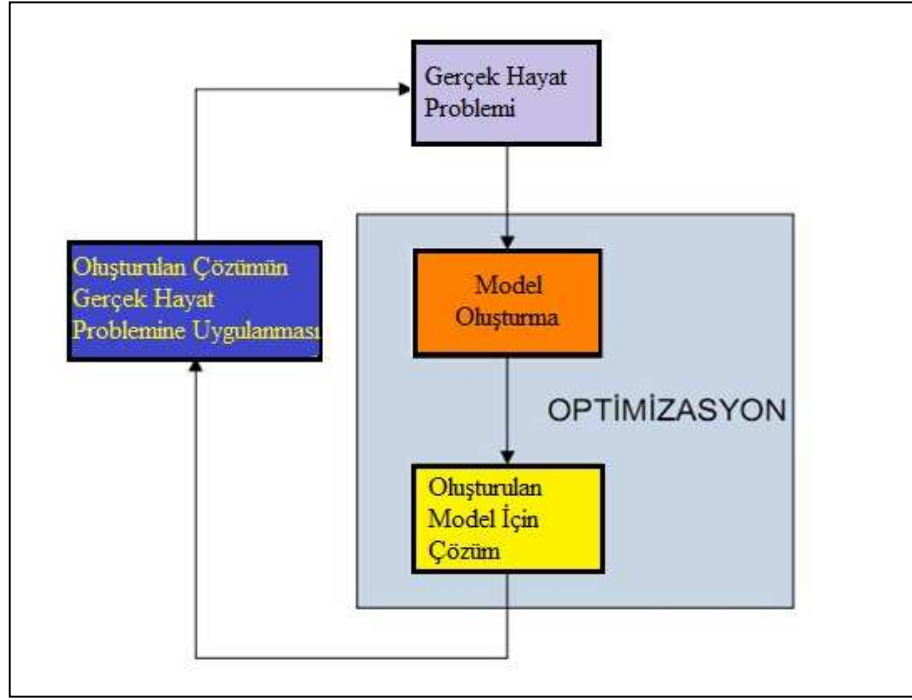 Gerçek Hayat
Problemi
Oluşturulan Çözümün
Gerçek Hayat
Problemine Uygulanması
Model
Oluşturma
OPTİMİZASYON
Oluşturulan
Model İçin
Çözüm